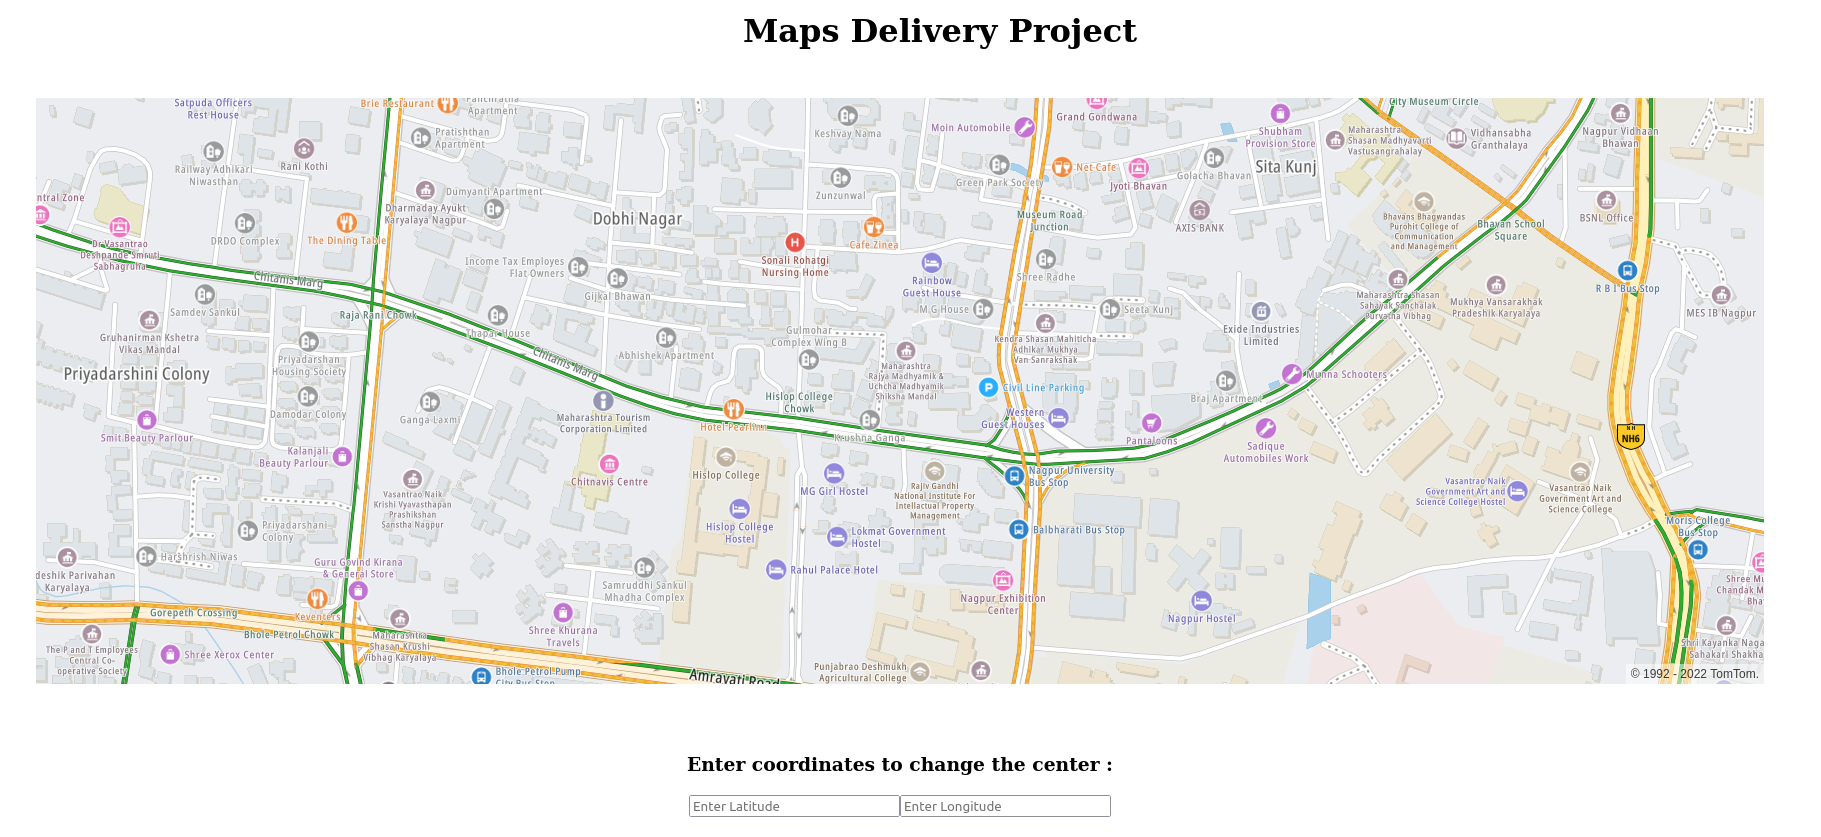 Maps Delivery Project
Satpuda Officers
Rest House
Brie Restaurant
Panchratna
Apartment
Pratishthan
Apartment
Railway Adhikari
Niwasthan
Rani Kothi
ntral Zone
Dr Vasantrao
Deshpande Smruti
Sabhagruha
DRDO Complex
The Dining Table
Dharmaday Ayukt
Karyalaya Nagpur
Dumyanti Apartment
Dobhi Nagar
Keshvay Nama
Zunzunwal
Cafe Zinea
Sonali Rohatgi
Nursing Home
Moin Automobile
Grand Gondwana
Green Park Society
Net Cafe
Jyoti Bhavan
Golacha Bhavan
Shubham
Provision Store
Sita Kunj
Museum Road
Junction
AXIS BANK
City Museum Circle
Maharashtra
Shasan Madhyavarti
Vastusangrahalay
Vidhansabha
Granthalaya
Nagpur Vidhaan
Bhawan
BSNL Office
Bhavans Bhagwandas
Purohit College of
Communication
and Management
Bhavan School
Square
R B I Bus Stop
MES IB Nagpur
Chitanis Marg
Samdev Sankul
Raja Rani Chowk
Income Tax Employes
Flat Owners
Gijkal Bhawan
Thapar House
Rainbow
Guest House
M G House
Shree Radhe
Seeta Kunj
Kendra Shasan Mahiticha
Adhikar Mukhya
Van Sanrakshak
Exide Industries
Limited
Maharashtra Shasan
Sahayak Sanchalak
Purvatna Vibhag
Mukhya Vansarakhak
Pradeshik Karyalaya
Gruhanirman Kshetra
Vikas Mandal
Priyadarshan
Housing Society
Priyadarshini Colony
Damodar Colony
Chitanis Marg
Abhishek Apartment
Gulmohar
Complex Wing B
Maharashtra
Rajya Madhyamik &
Uchcha Madhyamik
Shiksha Mandal
Civil Line Parking
Munna Schooters
Braj Apartment
Ganga Laxmi
Maharashtra Tourism
Corporation Limited
Hotel Pearline
Hislop College
Chowk
Krushna Ganga
Western
Guest Houses
Pantaloons
Sadique
Automobiles Work
NH
NH6
Smit Beauty Parlour
Kalanjali
Beauty Parlour
Chitnavis Centre
Hislop College
MG Girl Hostel
Rajiv Gandhi
National Institute For
Intellactual Property
Management
Nagpur University
Bus Stop
Vasantrao Naik
Government Art and
Science College Hostel
Vasantrao Naik
Government Art and
Science College
Vasantrao Naik
Krishi Vyavasthapan
Prashikshan
Sanstha Nagpur
Priyadarshani
Colony
Hislop College
Hostel
Lokmat Government
Hostel
Balbharati Bus Stop
Moris College
Bus Stop
deshik Parivahan
Karyalaya
Harshrish Niwas
Guru Govind Kirana
& General Store
Samruddhi Sankul
Mhadha Complex
Rahul Palace Hotel
Nagpur Exhibition
Center
Nagpur Hostel
Shree Mu
Chandak M
Bha
Gorepeth Crossing
Keventers
Bhole Petrol Chowk
Maharashtra
Shasan Krushi
Vibhag Karyalaya
Shree Khurana
Travels
The P and T Employees
Central Co-
operative Society
Shree Xerox Center
Bhole Petrol Pump
City Bus Stop
Amravati Road
Punjabrao Deshmukh
Agricultural College
Shri Kayanka Naga
Sahakari Shakha
© 1992 - 2022 TomTom.
Enter coordinates to change the center :
Enter Latitude Enter Longitude